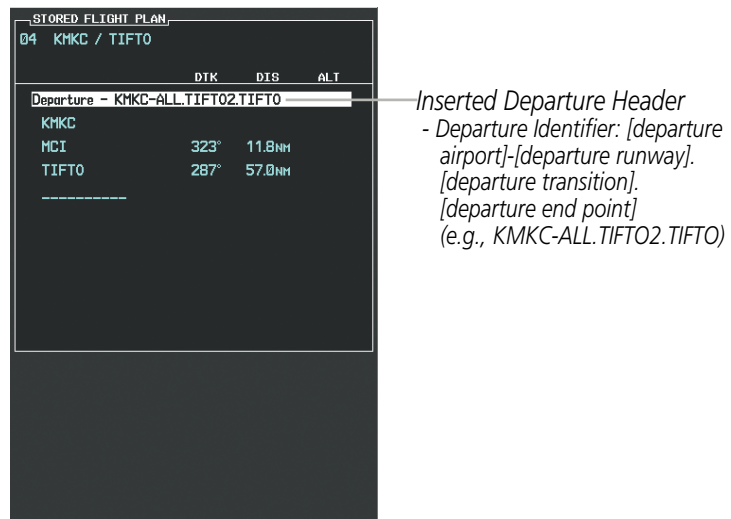 STORED FLIGHT PLAN
04 KMKC / TIFTO
DTK DIS ALT
Departure – KMKC-ALL.TIFTO2.TIFTO
KMKC
MCI 323° 11.8NM
TIFTO 287° 57.0NM
__________
Inserted Departure Header
- Departure Identifier: [departure
airport]-[departure runway].
[departure transition].
[departure end point]
(e.g., KMKC-ALL.TIFTO2.TIFTO)